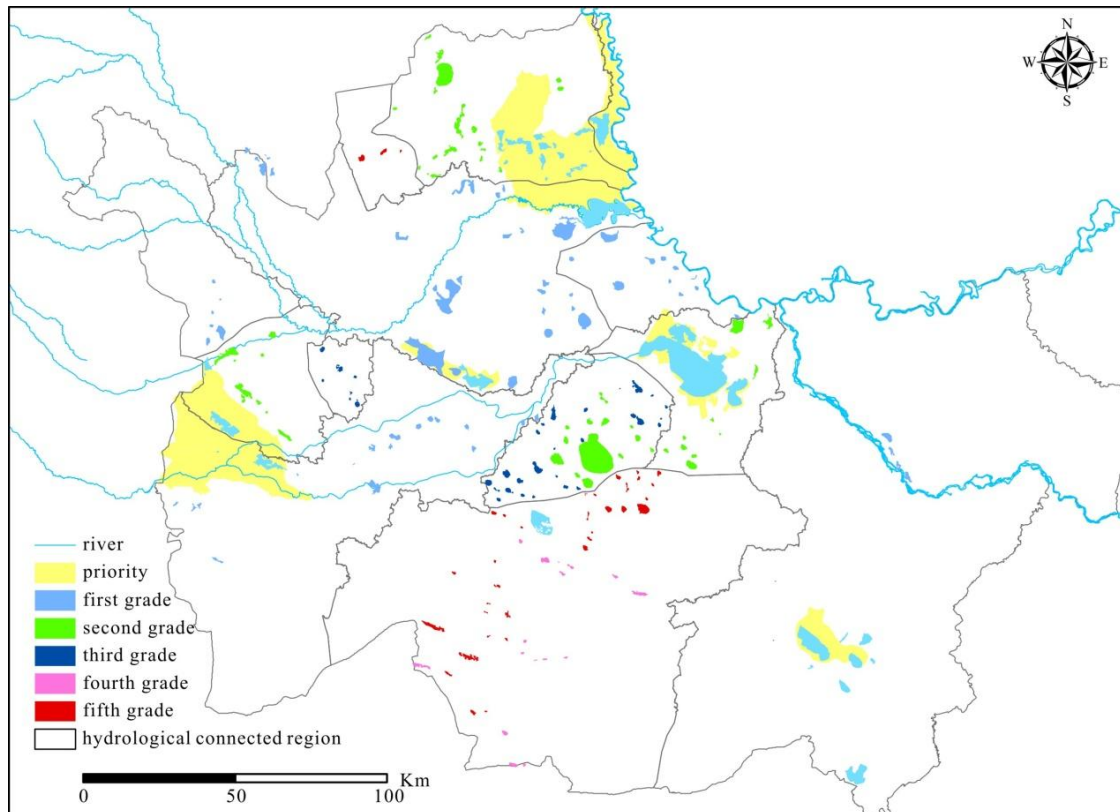 N
W E
S
river
priority
first grade
second grade
third grade
fourth grade
fifth grade
hydrological connected region
Km
0 50 100